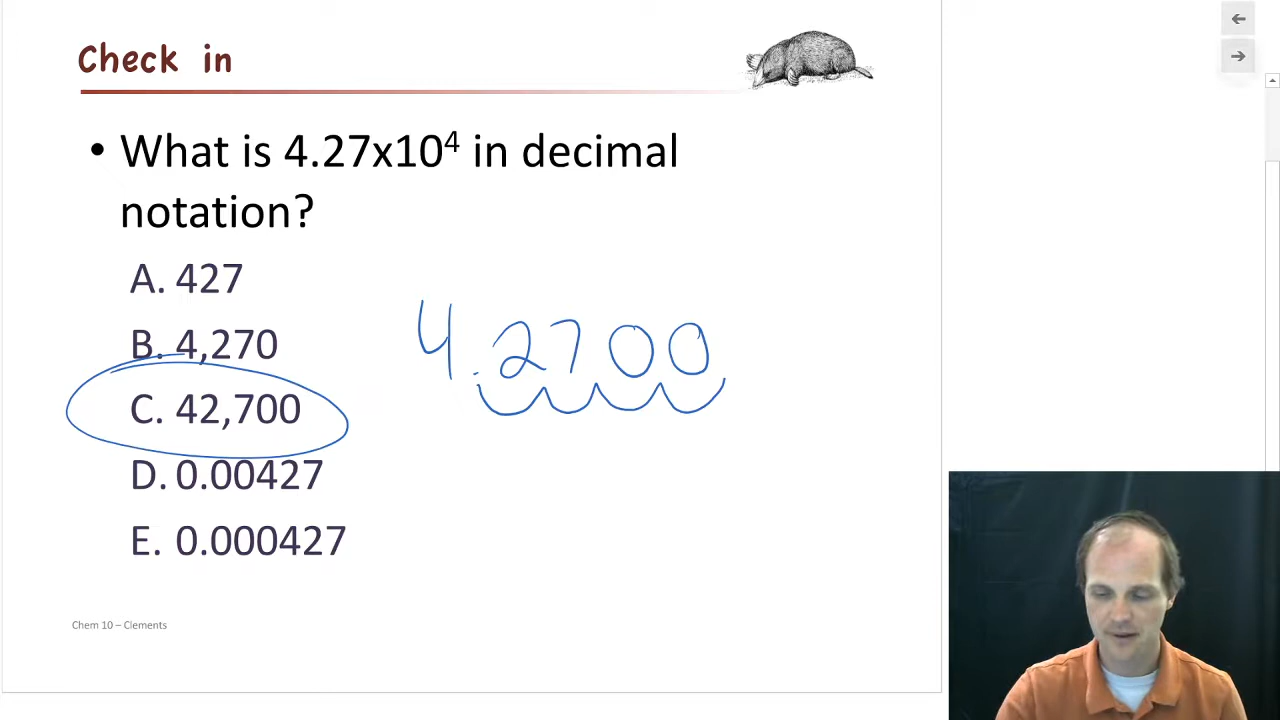 Check in
• What is 4.27x10⁴ in decimal
notation?
A. 427
B. 4,270
C. 42,700
D. 0.00427
E. 0.000427
4.2700
Chem 10 – Clements